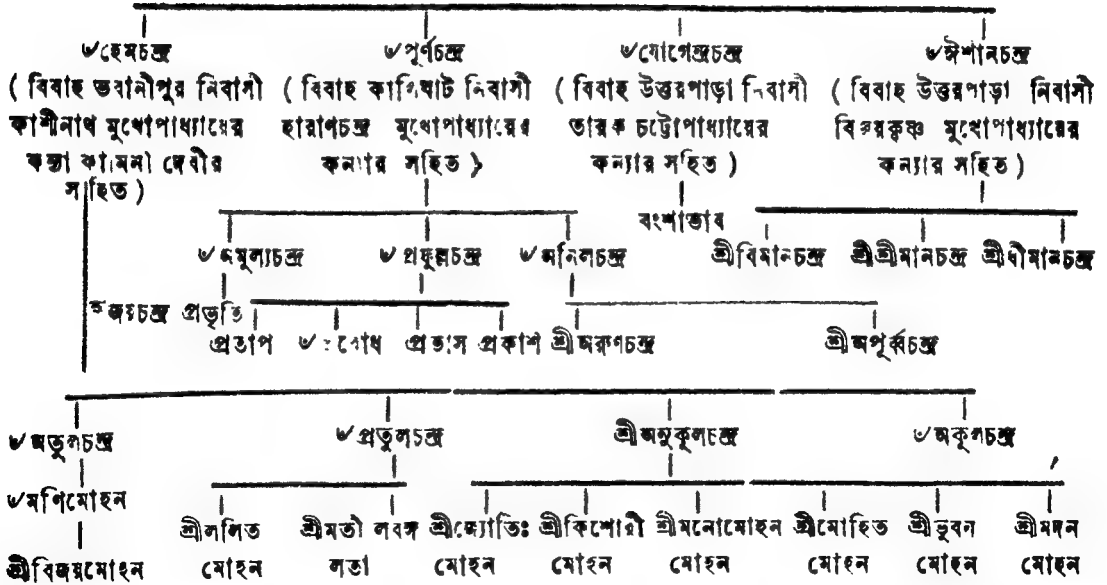 ৺হেমচন্দ্র ৺পূর্ণচন্দ্র ৺যোগেন্দ্রচন্দ্র ৺ঈশানচন্দ্র
( বিবাহ ভবানীপুর নিবাসী ( বিবাহ কালিঘাট নিবাসী ( বিবাহ উত্তরপাড়া নিবাসী ( বিবাহ উত্তরপাড়া নিবাসী
কাশীনাথ মুখোপাধ্যায়ের হারাণচন্দ্র মুখোপাধ্যায়ের তারক চট্টোপাধ্যায়ের বিজয়কৃষ্ণ মুখোপাধ্যায়ের
কন্যা কামিনী দেবীর কন্যার সহিত ) কন্যার সহিত ) কন্যার সহিত )
সহিত )
বংশাভাব
৺অমূল্যচন্দ্র ৺প্রফুল্লচন্দ্র ৺অনিলচন্দ্র শ্রীবিমানচন্দ্র শ্রীশ্রীমানচন্দ্র শ্রীধীমানচন্দ্র
প্রভৃতি
প্রতাপ প্রভাস প্রকাশ শ্রীঅরুণচন্দ্র শ্রীঅপূর্ব্বচন্দ্র
৺অতুলচন্দ্র ৺প্রতুলচন্দ্র শ্রীঅনুকূলচন্দ্র ৺অকূলচন্দ্র
৺মণিমোহন
শ্রীললিত শ্রীমতী লবঙ্গ শ্রীজ্যোতিঃ শ্রীকিশোরী শ্রীমনোমোহন শ্রীমোহিত শ্রীভুবন শ্রীমদন
শ্রীবিজয়মোহন মোহন লতা মোহন মোহন মোহন মোহন মোহন মোহন